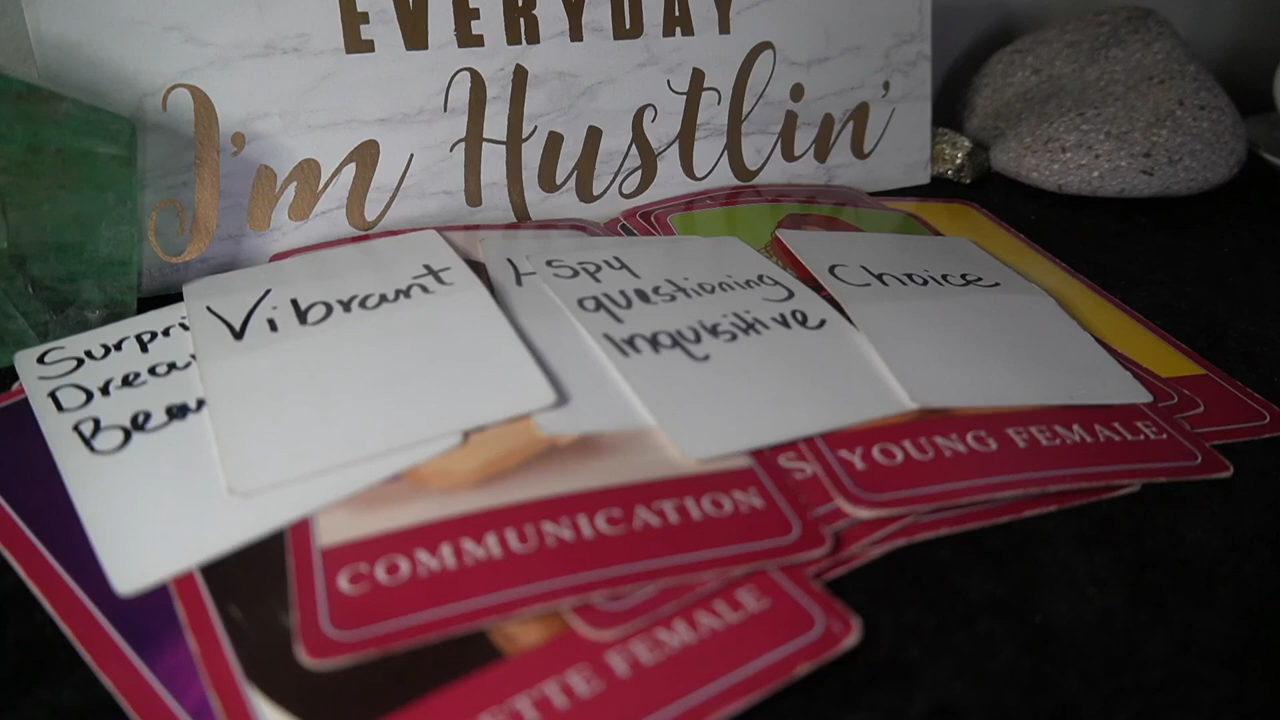 EVERYDAY
I'm Hustlin'
Vibrant
Spy
questioning
Inquisitive
Choice
COMMUNICATION
YOUNG FEMALE
FEMALE